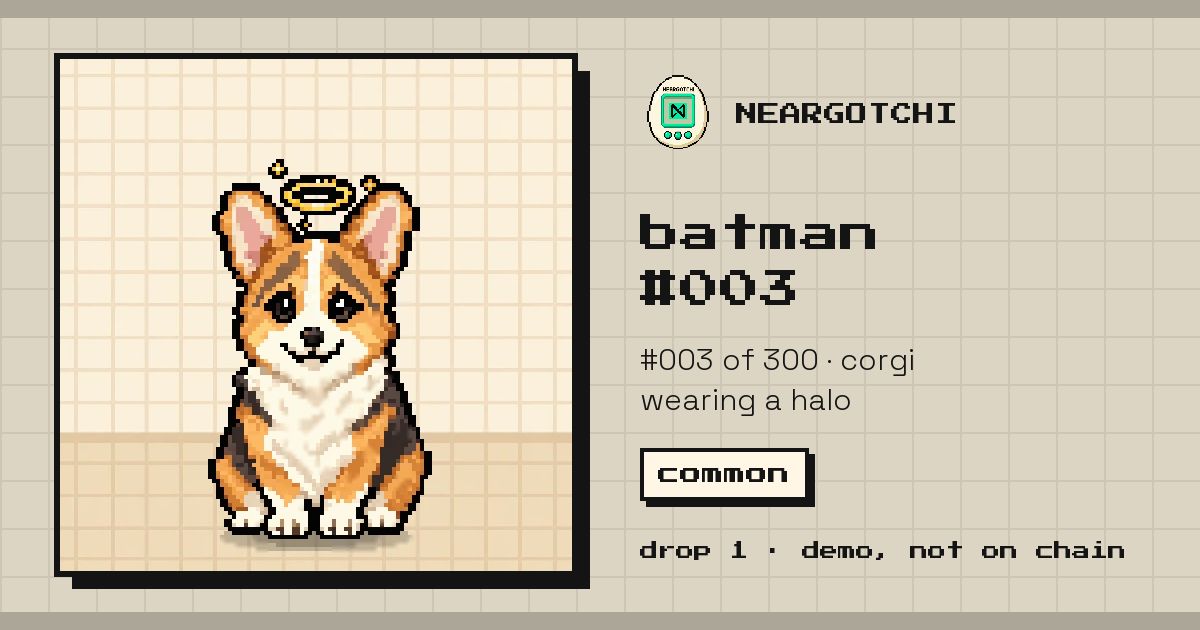 NEARGOTCHI
NEARGOTCHI
batman
#003
#003 of 300 · corgi
wearing a halo
common
drop 1 · demo, not on chain